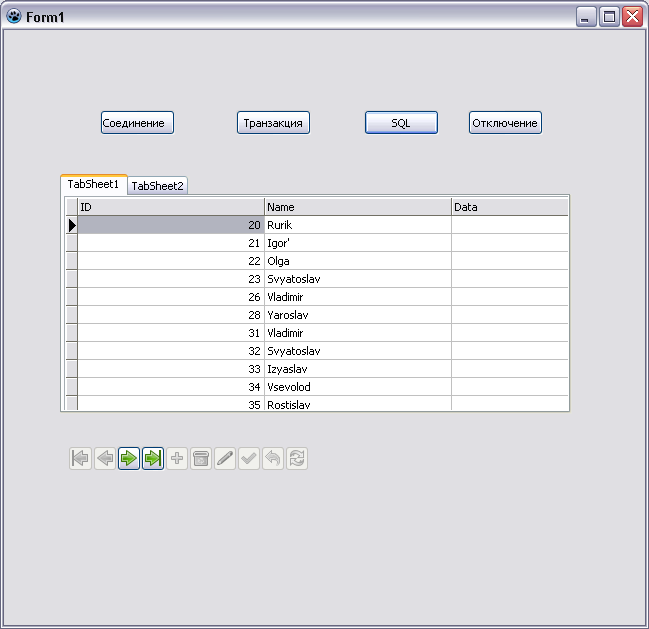 Form1
Соединение Транзакция SQL Отключение
TabSheet1 TabSheet2
ID Name Data
20 Rurik
21 Igor'
22 Olga
23 Svyatoslav
26 Vladimir
28 Yaroslav
31 Vladimir
32 Svyatoslav
33 Izyaslav
34 Vsevolod
35 Rostislav